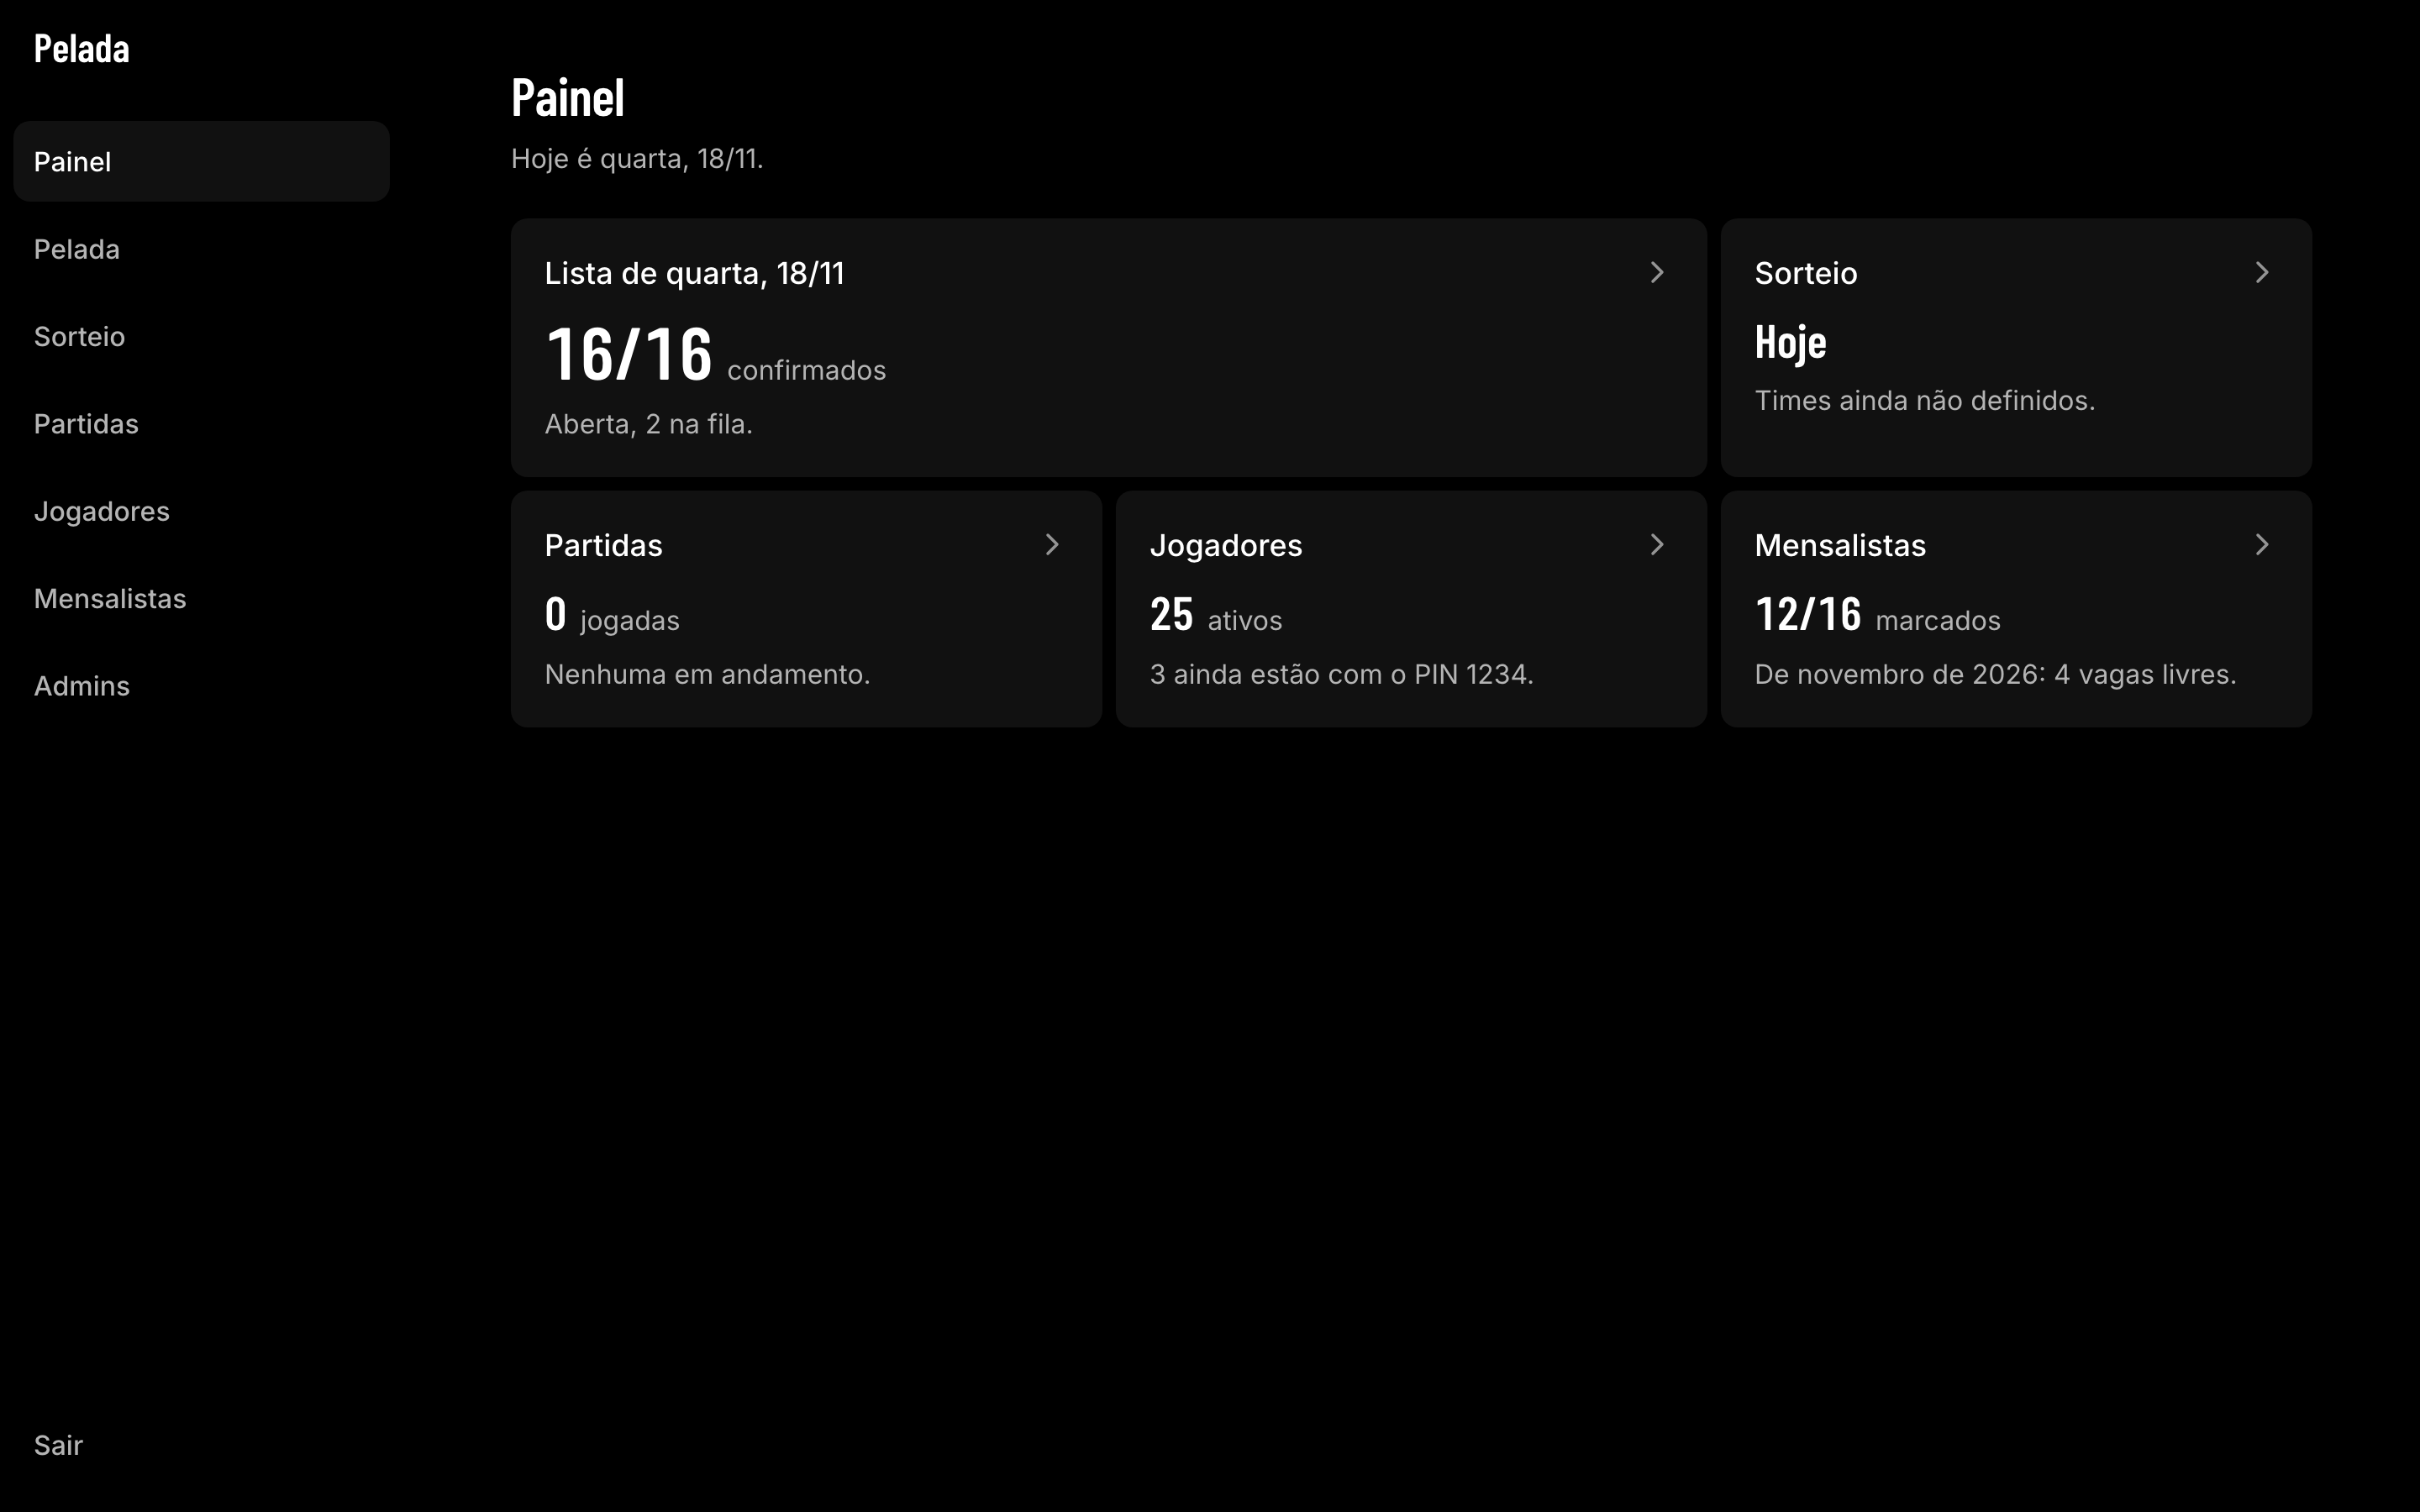 Pelada
Painel
Pelada
Sorteio
Partidas
Jogadores
Mensalistas
Admins
Sair
Painel
Hoje é quarta, 18/11.
Lista de quarta, 18/11
16/16 confirmados
Aberta, 2 na fila.
Sorteio
Hoje
Times ainda não definidos.
Partidas
0 jogadas
Nenhuma em andamento.
Jogadores
25 ativos
3 ainda estão com o PIN 1234.
Mensalistas
12/16 marcados
De novembro de 2026: 4 vagas livres.